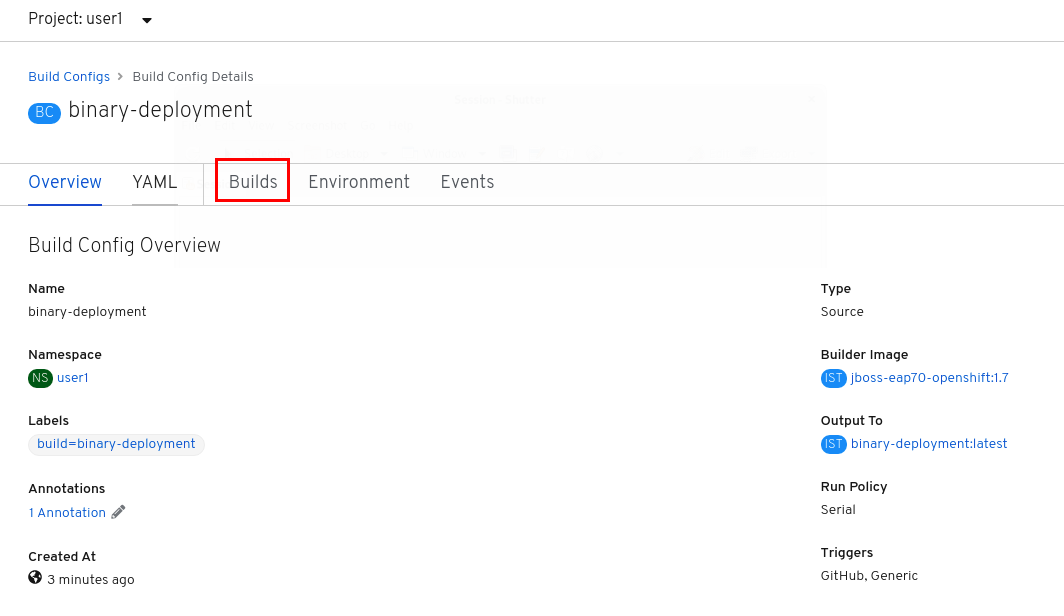 Project: user1
Build Configs > Build Config Details
BC binary-deployment
Overview YAML Builds Environment Events
Build Config Overview
Name
binary-deployment
Type
Source
Namespace
NS user1
Builder Image
IST jboss-eap70-openshift:1.7
Labels
build=binary-deployment
Output To
IST binary-deployment:latest
Annotations
1 Annotation
Run Policy
Serial
Created At
3 minutes ago
Triggers
GitHub, Generic